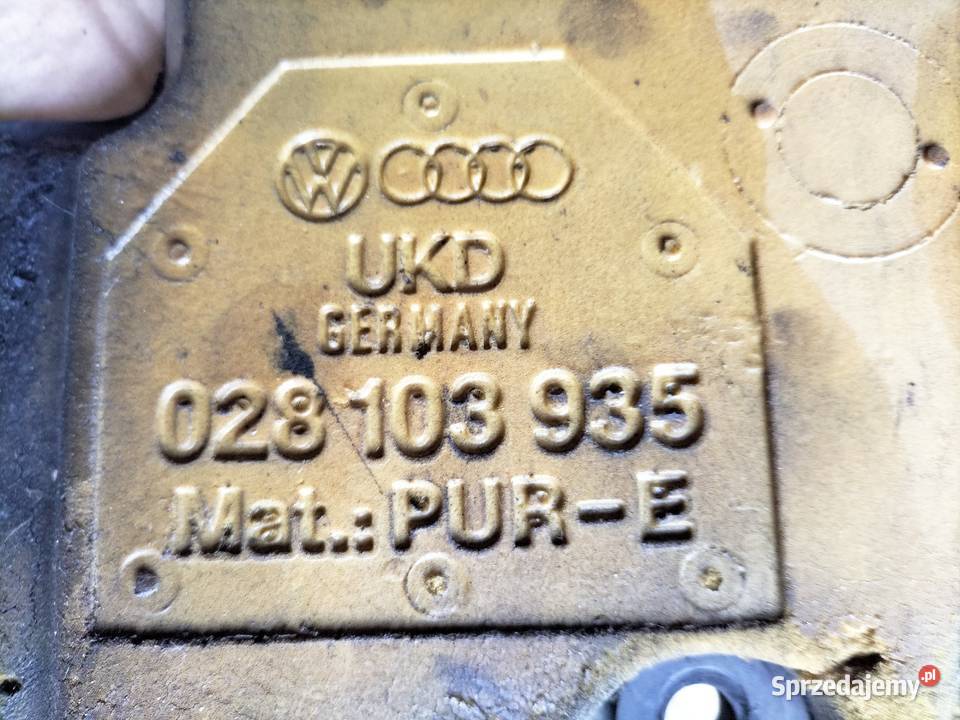 VW
UKD
GERMANY
028 103 935
Mat.: PUR-E
Sprzedajemy.pl